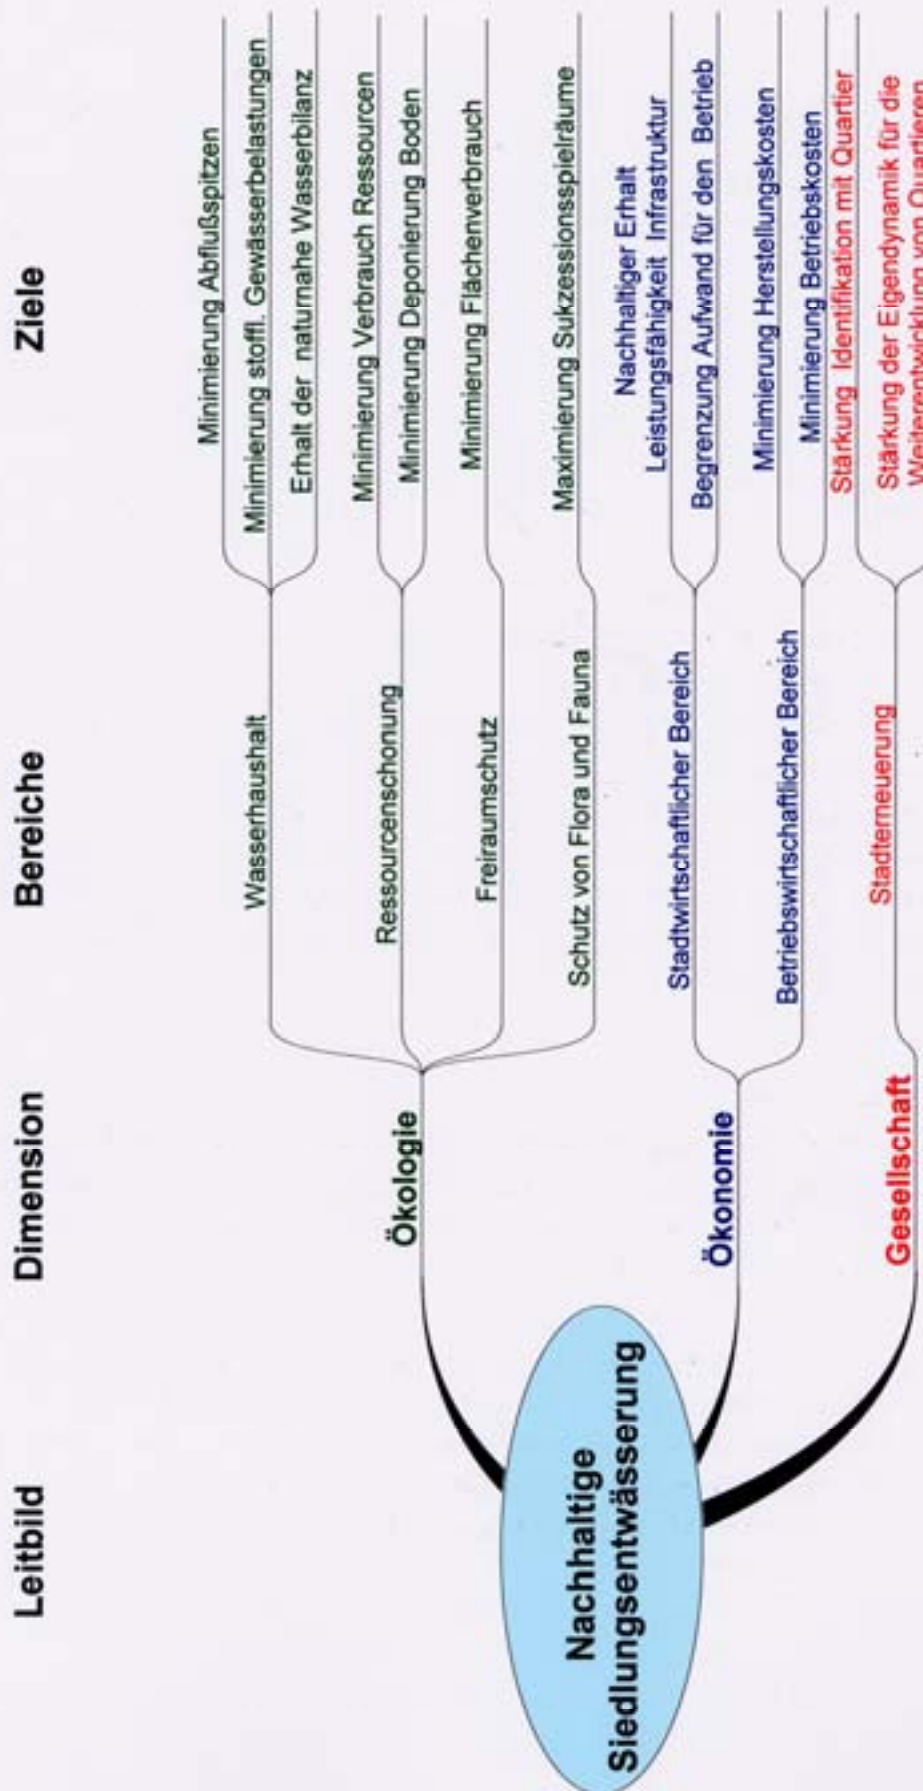 Leitbild
Dimension
Bereiche
Ziele
Nachhaltige
Siedlungsentwässerung
Ökologie
Wasserhaushalt
Minimierung Abflußspitzen
Minimierung stoffl. Gewässerbelastungen
Erhalt der naturnahe Wasserbilanz
Ressourcenschonung
Minimierung Verbrauch Ressourcen
Minimierung Deponierung Boden
Freiraumschutz
Minimierung Flächenverbrauch
Schutz von Flora und Fauna
Maximierung Sukzessionsspielräume
Ökonomie
Stadtwirtschaftlicher Bereich
Nachhaltiger Erhalt
Leistungsfähigkeit Infrastruktur
Begrenzung Aufwand für den Betrieb
Betriebswirtschaftlicher Bereich
Minimierung Herstellungskosten
Minimierung Betriebskosten
Gesellschaft
Stadterneuerung
Stärkung Identifikation mit Quartier
Stärkung der Eigendynamik für die
Weiterentwicklung von Quartieren